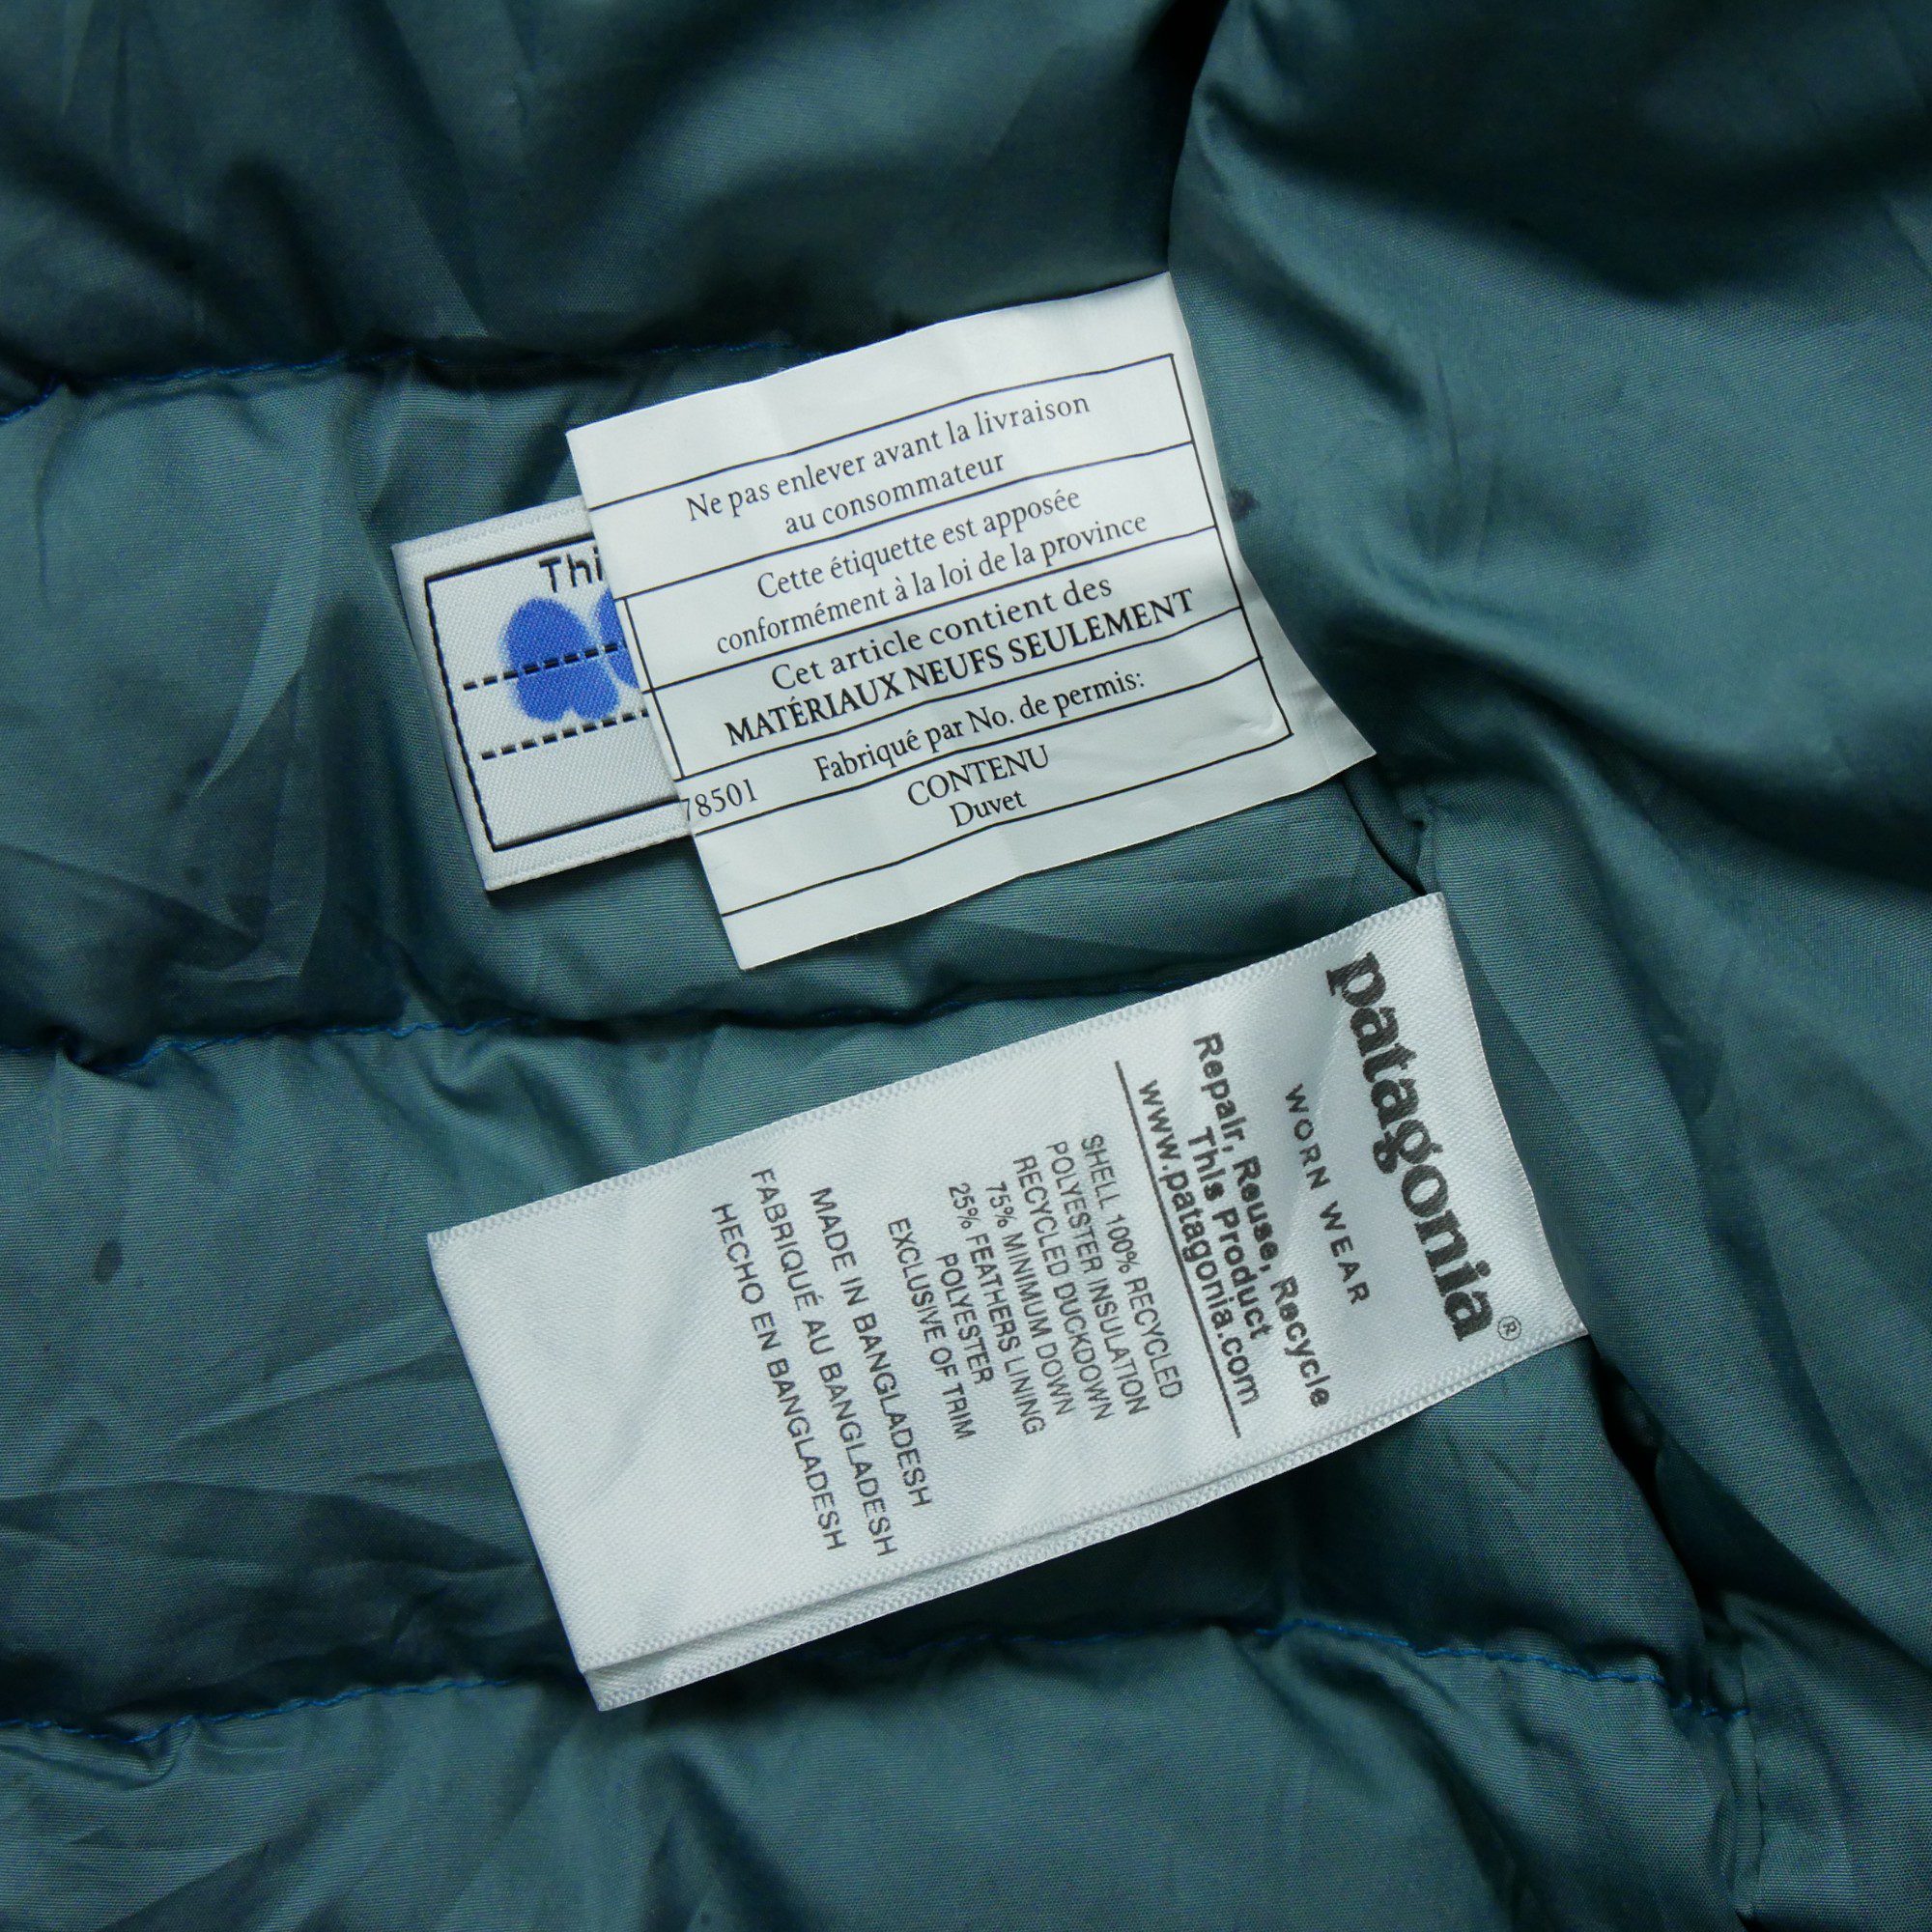 Ne pas enlever avant la livraison
au consommateur
Cette étiquette est apposée
conformément à la loi de la province
Cet article contient des
MATÉRIAUX NEUFS SEULEMENT
Fabriqué par No. de permis:
78501
CONTENU
Duvet
patagonia®
WORN WEAR
Repair, Reuse, Recycle
This Product
www.patagonia.com
SHELL 100% RECYCLED
POLYESTER INSULATION
RECYCLED DUCKDOWN
75% MINIMUM DOWN
25% FEATHERS LINING
POLYESTER
EXCLUSIVE OF TRIM
MADE IN BANGLADESH
FABRIQUÉ AU BANGLADESH
HECHO EN BANGLADESH